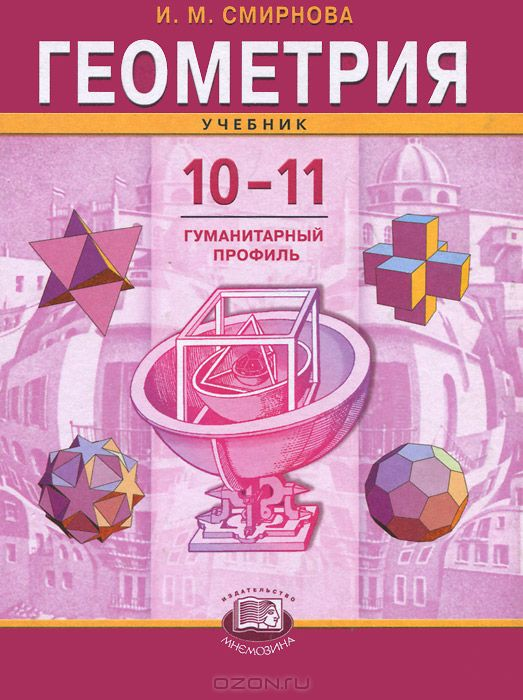 И. М. СМИРНОВА
ГЕОМЕТРИЯ
УЧЕБНИК
10–11
ГУМАНИТАРНЫЙ
ПРОФИЛЬ
ИЗДАТЕЛЬСТВО
МНЕМОЗИНА
OZON.ru